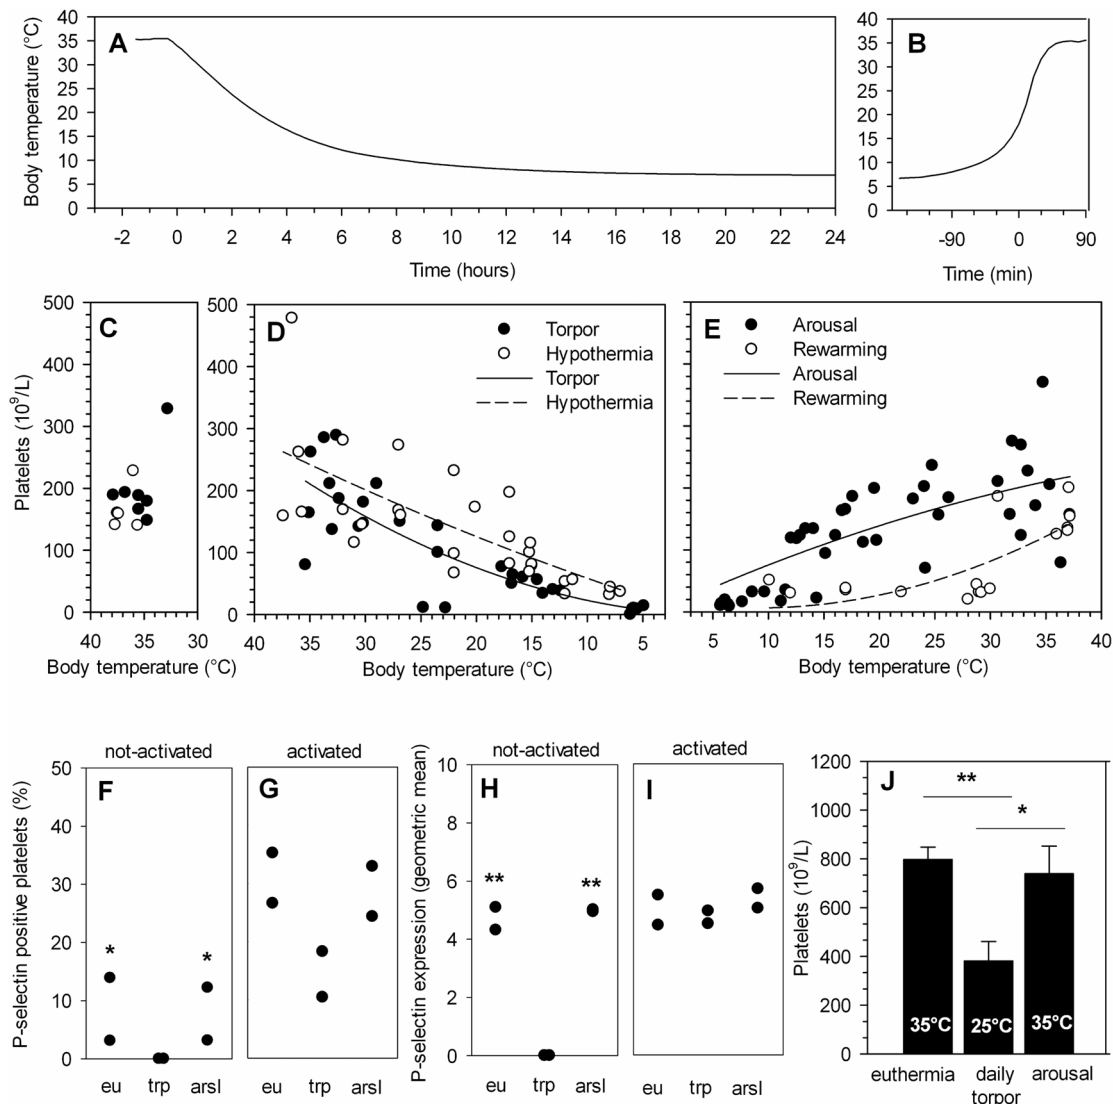 A
Body temperature (°C)
40
35
30
25
20
15
10
5
0
-2 0 2 4 6 8 10 12 14 16 18 20 22 24
Time (hours)
B
40
35
30
25
20
15
10
5
0
-90 0 90
Time (min)
C
Platelets (10⁹/L)
500
400
300
200
100
0
40 35 30
Body temperature (°C)
D
500
400
300
200
100
0
Torpor
Hypothermia
Torpor
Hypothermia
40 35 30 25 20 15 10 5
Body temperature (°C)
E
Arousal
Rewarming
Arousal
Rewarming
5 10 15 20 25 30 35 40
Body temperature (°C)
not-activated
F
P-selectin positive platelets (%)
50
40
30
20
10
0
* *
eu trp arsl
activated
G
eu trp arsl
not-activated
H
P-selectin expression (geometric mean)
10
8
6
4
2
0
** **
eu trp arsl
activated
I
eu trp arsl
J
Platelets (10⁹/L)
1200
1000
800
600
400
200
0
**
*
35°C 25°C 35°C
euthermia daily arousal
torpor